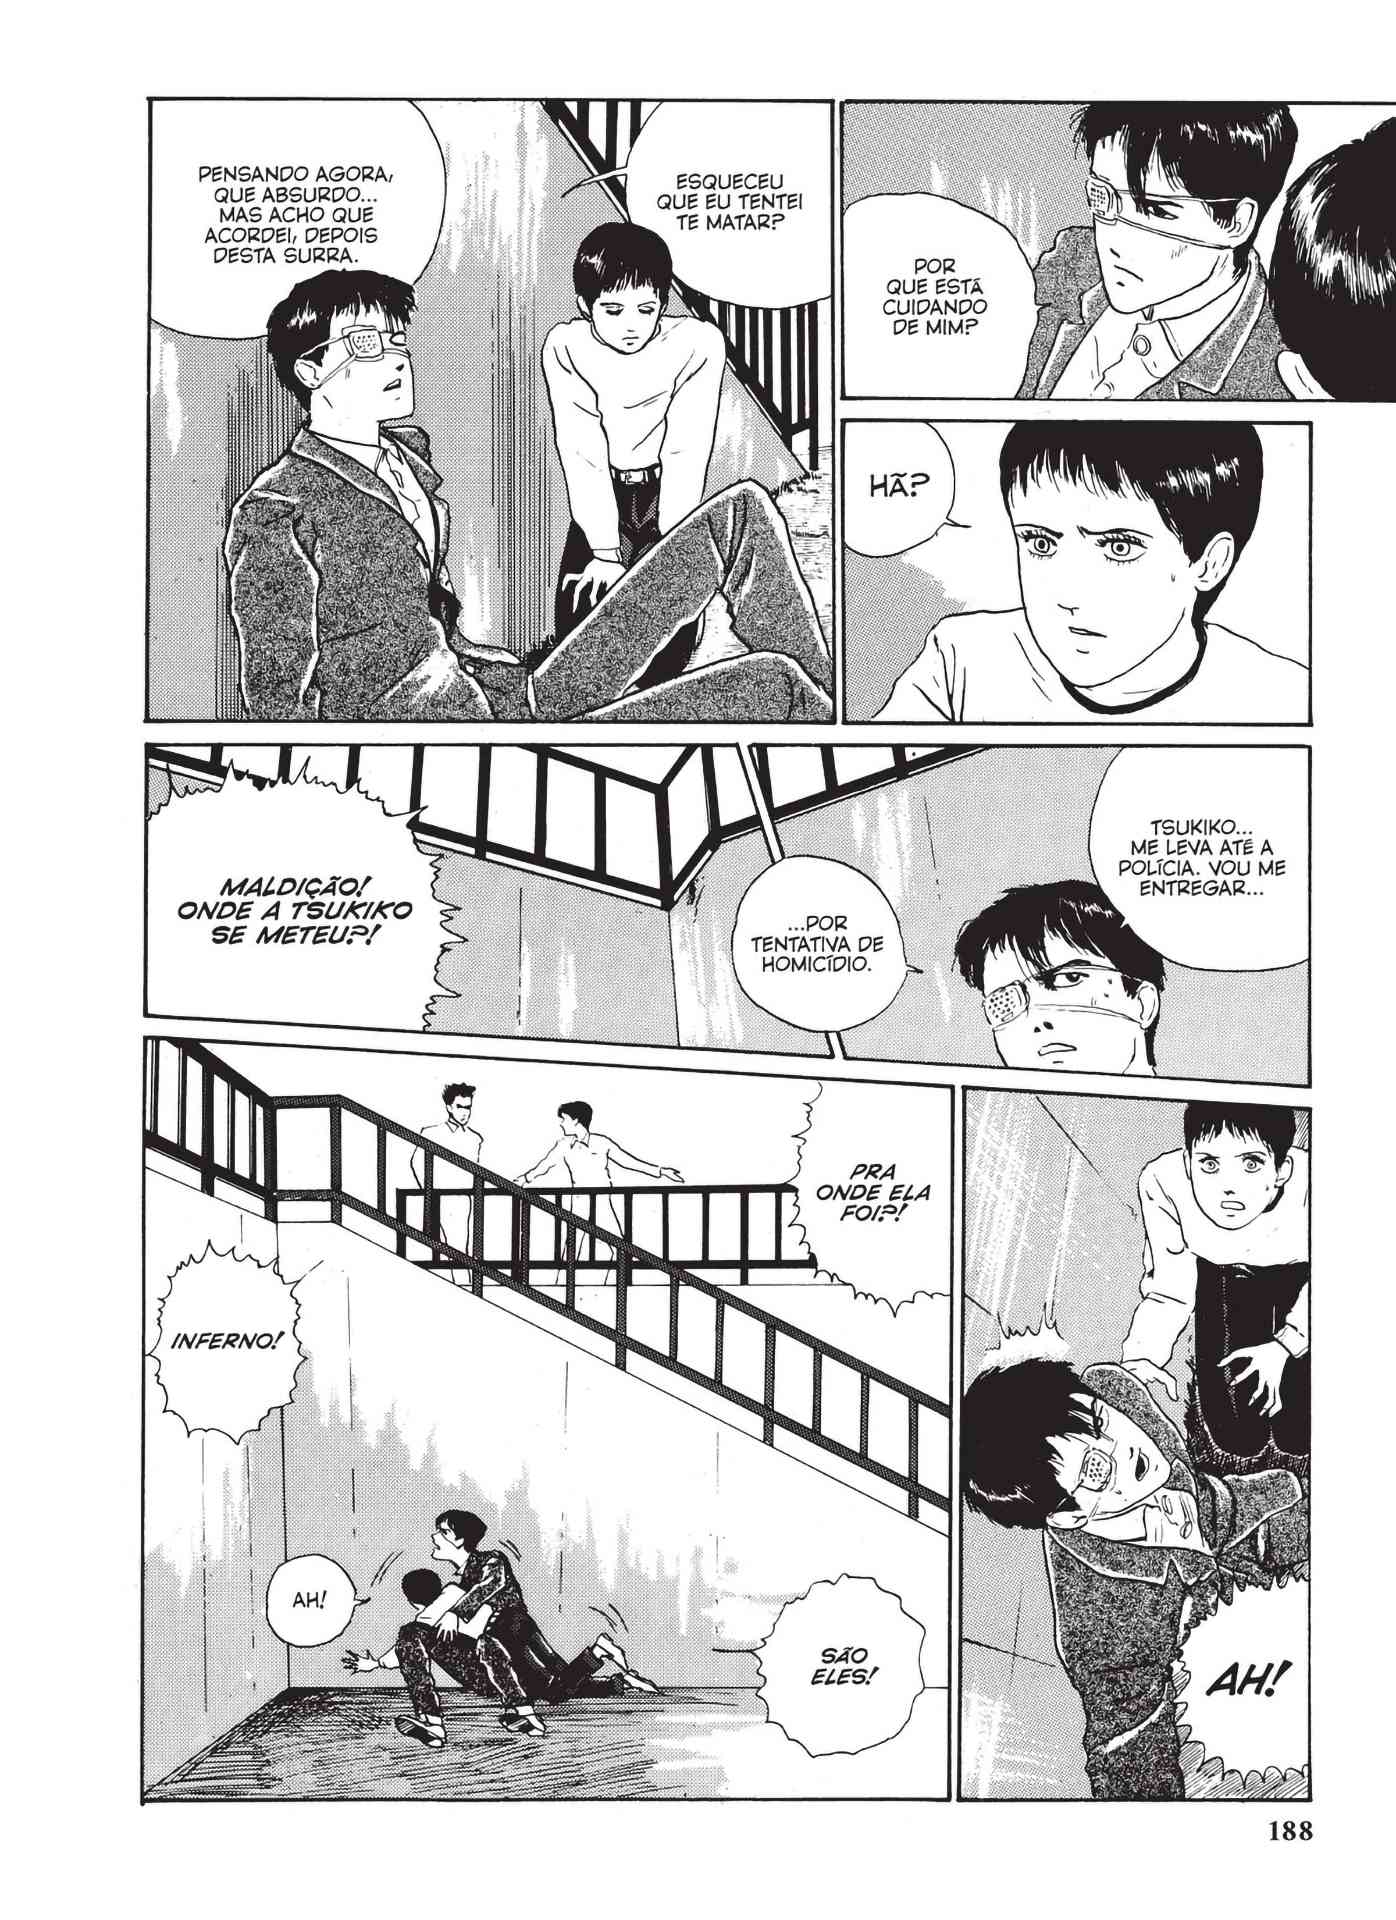 POR
QUE ESTÁ
CUIDANDO
DE MIM?
HÃ?
ESQUECEU
QUE EU TENTEI
TE MATAR?
PENSANDO AGORA,
QUE ABSURDO...
MAS ACHO QUE
ACORDEI, DEPOIS
DESTA SURRA.
TSUKIKO...
ME LEVA ATÉ A
POLÍCIA. VOU ME
ENTREGAR...
...POR
TENTATIVA DE
HOMICÍDIO.
MALDIÇÃO!
ONDE A TSUKIKO
SE METEU?!
AH!
PRA
ONDE ELA
FOI?!
INFERNO!
SÃO
ELES!
AH!
188